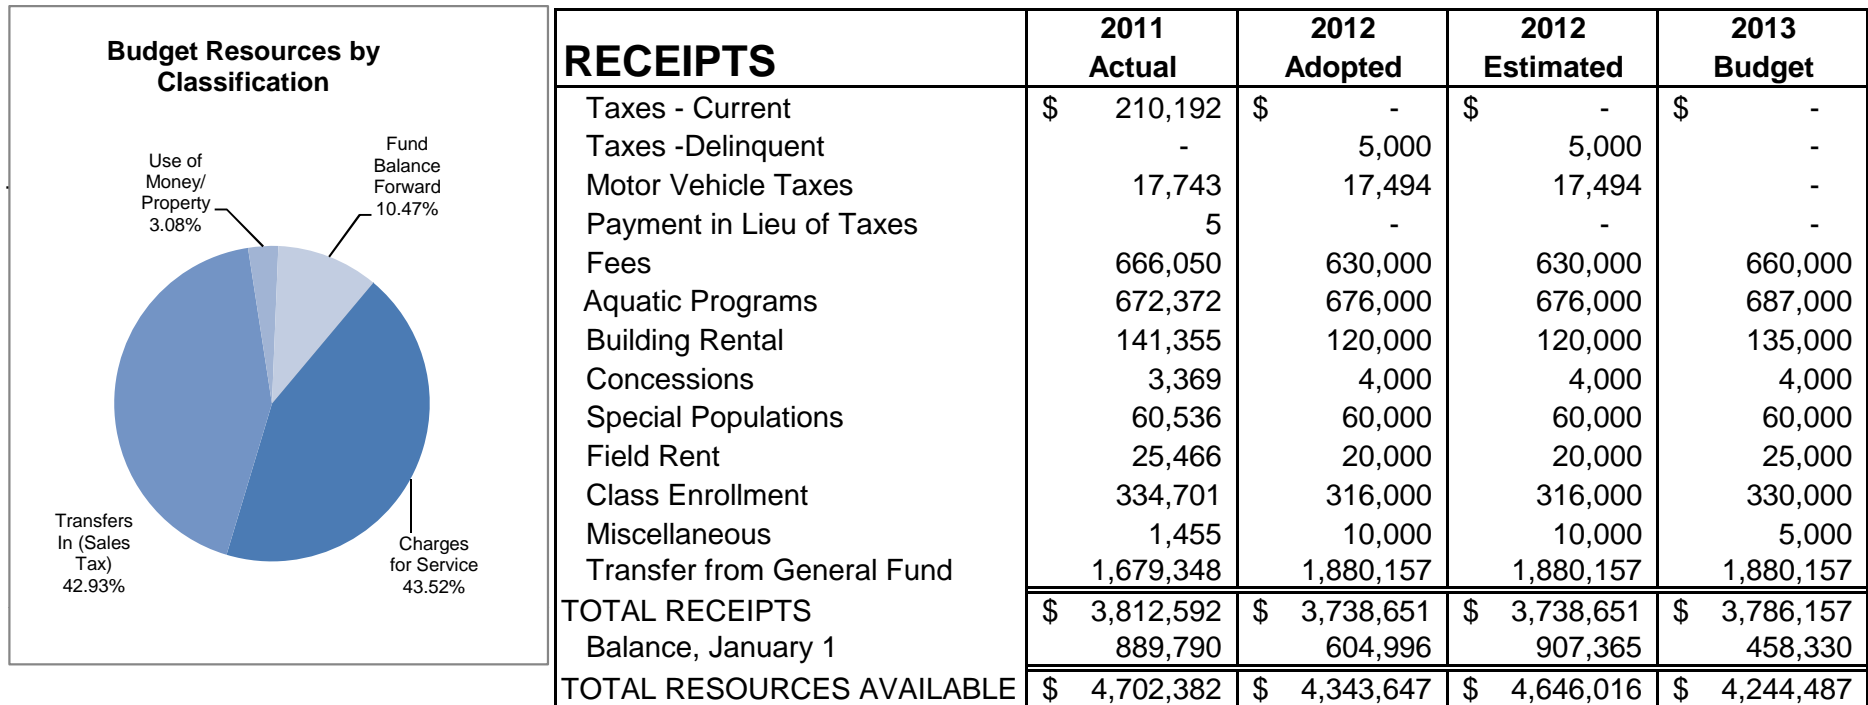 Budget Resources by
Classification
Use of
Money/
Property
3.08%
Fund
Balance
Forward
10.47%
Transfers
In (Sales
Tax)
42.93%
Charges
for Service
43.52%
RECEIPTS 2011 Actual 2012 Adopted 2012 Estimated 2013 Budget
Taxes - Current $ 210,192 $ - $ - $ -
Taxes -Delinquent - 5,000 5,000 -
Motor Vehicle Taxes 17,743 17,494 17,494 -
Payment in Lieu of Taxes 5 - - -
Fees 666,050 630,000 630,000 660,000
Aquatic Programs 672,372 676,000 676,000 687,000
Building Rental 141,355 120,000 120,000 135,000
Concessions 3,369 4,000 4,000 4,000
Special Populations 60,536 60,000 60,000 60,000
Field Rent 25,466 20,000 20,000 25,000
Class Enrollment 334,701 316,000 316,000 330,000
Miscellaneous 1,455 10,000 10,000 5,000
Transfer from General Fund 1,679,348 1,880,157 1,880,157 1,880,157
TOTAL RECEIPTS $ 3,812,592 $ 3,738,651 $ 3,738,651 $ 3,786,157
Balance, January 1 889,790 604,996 907,365 458,330
TOTAL RESOURCES AVAILABLE $ 4,702,382 $ 4,343,647 $ 4,646,016 $ 4,244,487